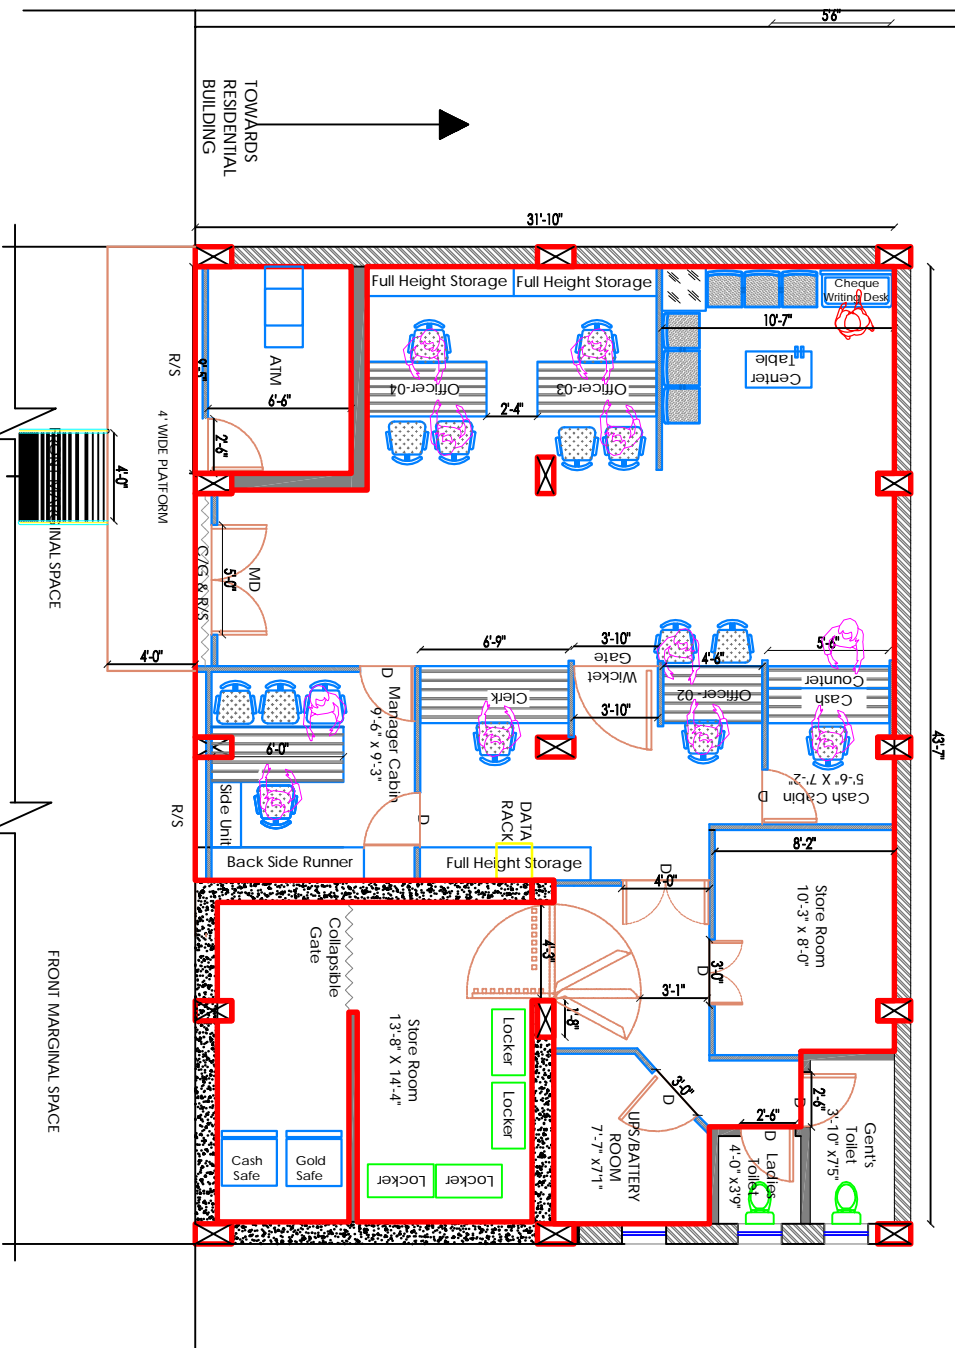 5'6"
TOWARDS
RESIDENTIAL
BUILDING
31'-10"
Full Height Storage
Full Height Storage
Cheque
Writing Desk
10'-7"
Center
Table
ATM
R/S
9'-5"
6'-6"
Officer-04
Officer-03
2'-4"
2'-6"
4' WIDE PLATFORM
4'-0"
FRONT MARGINAL SPACE
C/G & R/S
5'-0"
MD
4'-0"
6'-9"
3'-10"
Gate
Wicket
3'-10"
4'-6"
5'-6"
Officer-02
Counter
Cash
Clerk
D
Manager Cabin
9'-6" x 9'-3"
6'-0"
43'-7"
Cash Cabin
5'-6" X 7'-2"
D
D
Side Unit
R/S
DATA
RACK
Back Side Runner
Full Height Storage
8'-2"
D
4'-0"
Store Room
10'-3" x 8'-0"
Collapsible
Gate
4'-3"
3'-0"
D
3'-1"
1'-8"
Store Room
13'-8" X 14'-4"
Locker
Locker
Locker
Locker
FRONT MARGINAL SPACE
3'-0"
D
UPS/BATTERY
ROOM
7'-7" x7'1"
2'-6"
D
2'-6"
D
Gent's
Toilet
3'-10" x7'5"
Ladies
Toilet
4'-0" x3'9"
Cash
Safe
Gold
Safe